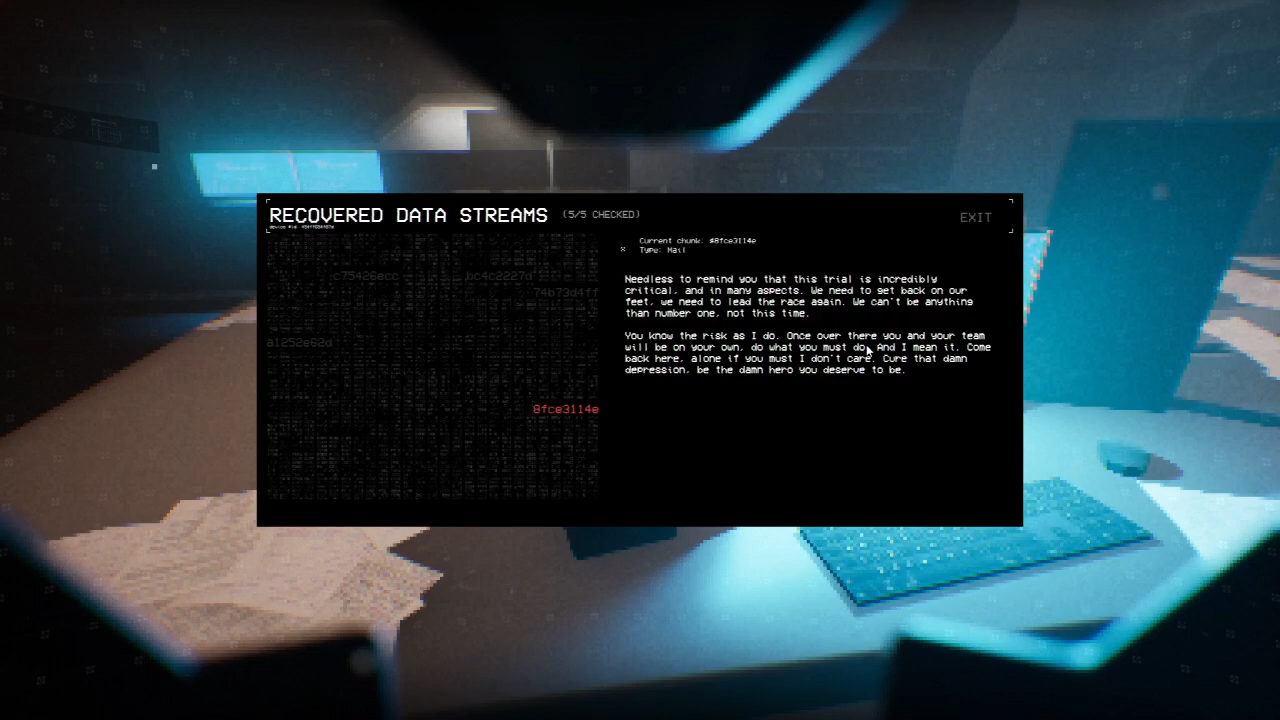 RECOVERED DATA STREAMS (5/5 CHECKED)
EXIT
Current chunk: #8fce3114e
Type: Mail
x
c75426ecc
bc4c2227d
74b73d4ff
a1252e62d
8fce3114e
Needless to remind you that this trial is incredibly
critical, and in many aspects. We need to get back on our
feet, we need to lead the race again. We can't be anything
than number one, not this time.
You know the risk as I do. Once over there you and your team
will be on your own, do what you must do. And I mean it. Come
back here, alone if you must I don't care. Cure that damn
depression, be the damn hero you deserve to be.